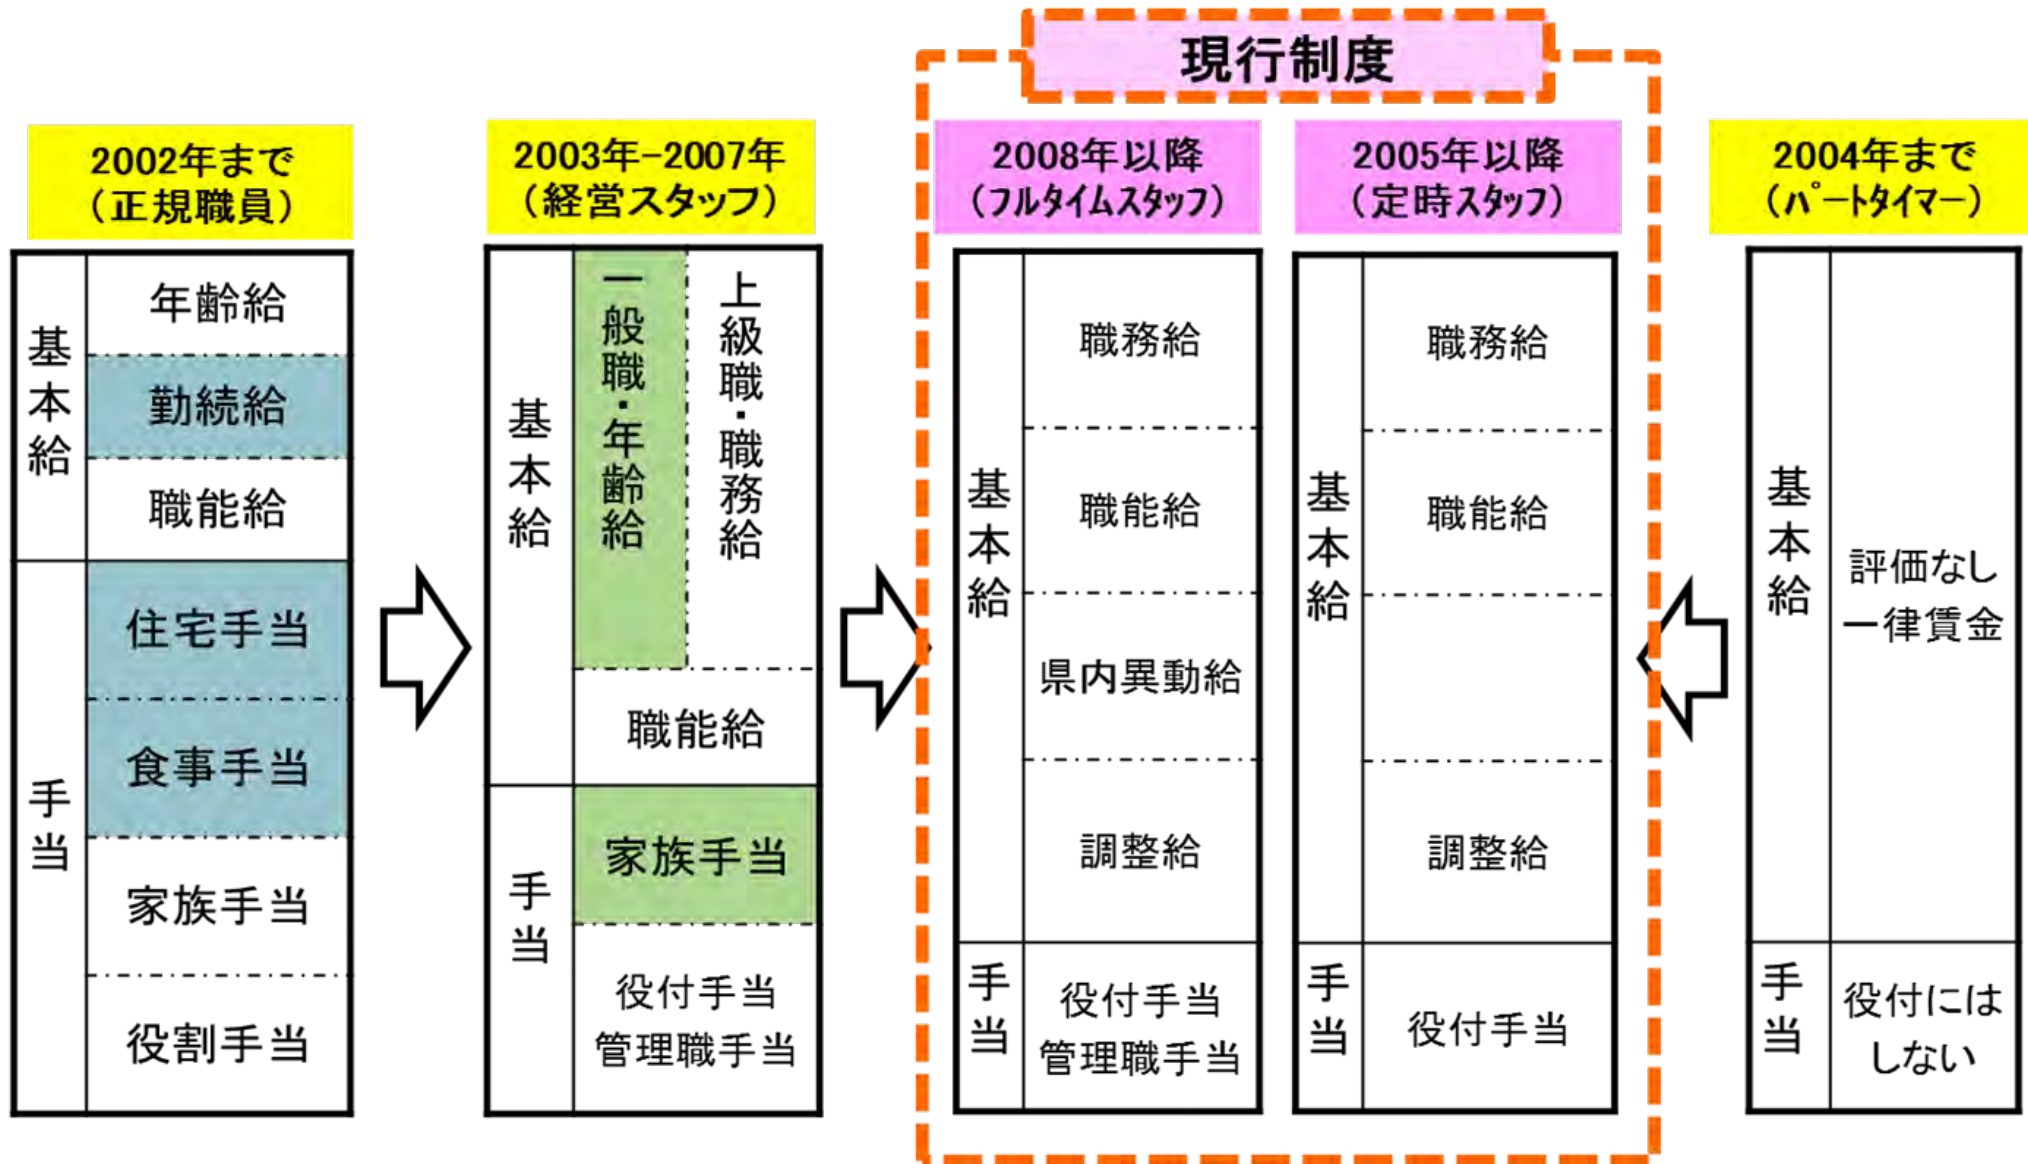 現行制度
2002年まで
(正規職員)
基本給
年齢給
勤続給
職能給
手当
住宅手当
食事手当
家族手当
役割手当
2003年-2007年
(経営スタッフ)
基本給
一般職・年齢給
上級職・職務給
職能給
手当
家族手当
役付手当
管理職手当
2008年以降
(フルタイムスタッフ)
基本給
職務給
職能給
県内異動給
調整給
手当
役付手当
管理職手当
2005年以降
(定時スタッフ)
基本給
職務給
職能給
調整給
手当
役付手当
2004年まで
(パートタイマー)
基本給
評価なし
一律賃金
手当
役付には
しない